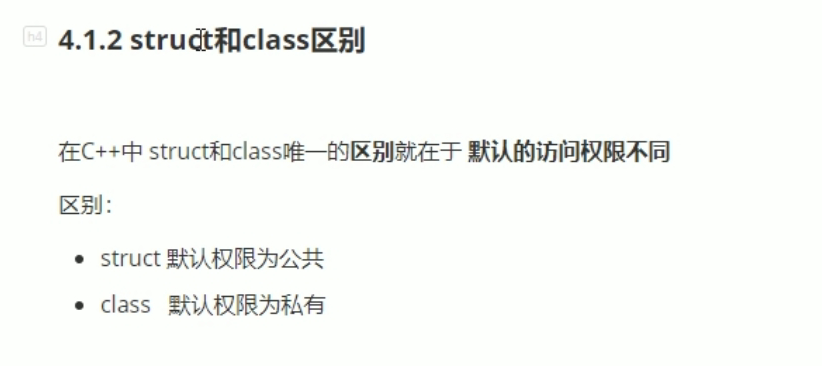 h4
4.1.2 struct和class区别
在C++中 struct和class唯一的区别就在于 默认的访问权限不同
区别：
struct 默认权限为公共
class 默认权限为私有